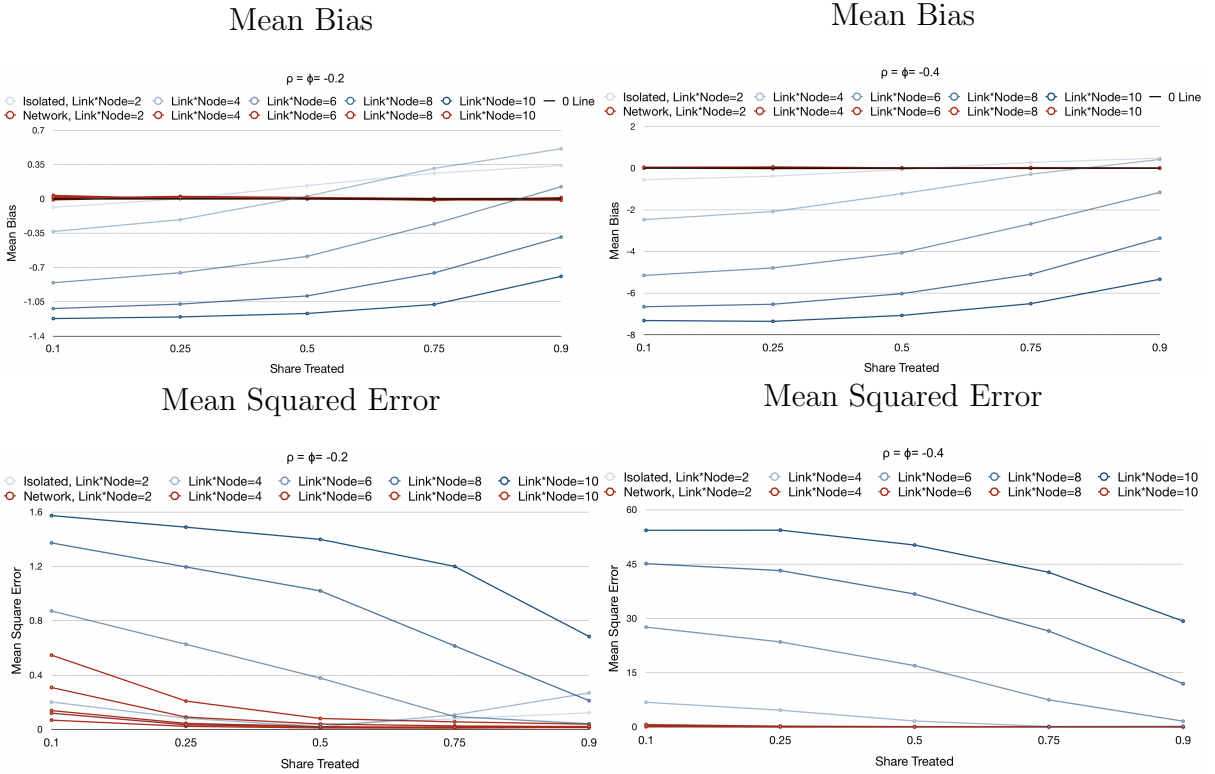 Mean Bias
ρ = ϕ= -0.2
Isolated, Link*Node=2 Link*Node=4 Link*Node=6 Link*Node=8 Link*Node=10 0 Line
Network, Link*Node=2 Link*Node=4 Link*Node=6 Link*Node=8 Link*Node=10
0.7
0.35
0
-0.35
-0.7
-1.05
-1.4
Mean Bias
0.1 0.25 0.5 0.75 0.9
Share Treated
Mean Bias
ρ = ϕ= -0.4
Isolated, Link*Node=2 Link*Node=4 Link*Node=6 Link*Node=8 Link*Node=10 0 Line
Network, Link*Node=2 Link*Node=4 Link*Node=6 Link*Node=8 Link*Node=10
2
0
-2
-4
-6
-8
Mean Bias
0.1 0.25 0.5 0.75 0.9
Share Treated
Mean Squared Error
ρ = ϕ= -0.2
Isolated, Link*Node=2 Link*Node=4 Link*Node=6 Link*Node=8 Link*Node=10
Network, Link*Node=2 Link*Node=4 Link*Node=6 Link*Node=8 Link*Node=10
1.6
1.2
0.8
0.4
0
Mean Square Error
0.1 0.25 0.5 0.75 0.9
Share Treated
Mean Squared Error
ρ = ϕ= -0.4
Isolated, Link*Node=2 Link*Node=4 Link*Node=6 Link*Node=8 Link*Node=10
Network, Link*Node=2 Link*Node=4 Link*Node=6 Link*Node=8 Link*Node=10
60
45
30
15
0
Mean Square Error
0.1 0.25 0.5 0.75 0.9
Share Treated